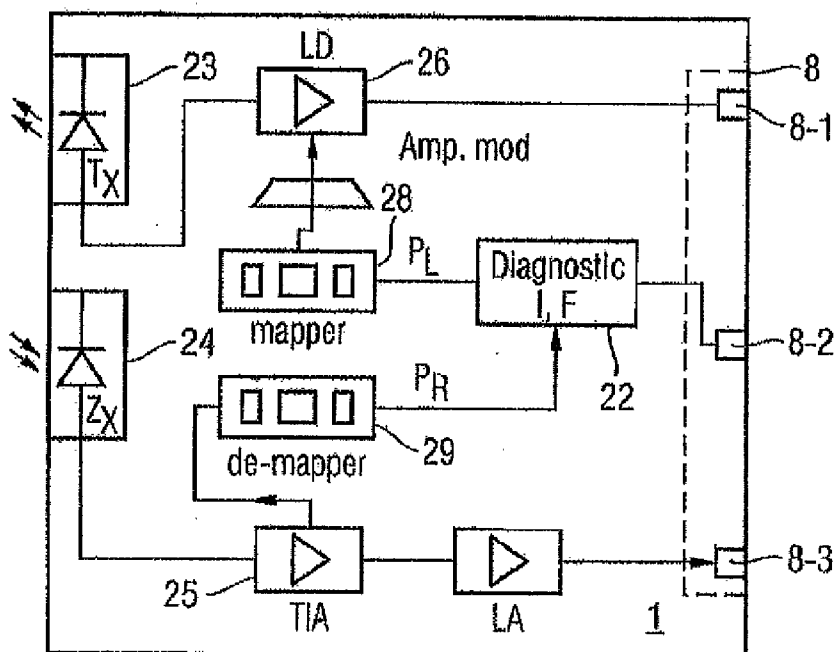 LD
23
26
8
8-1
TX
Amp. mod
28
PL
Diagnostic
I, F
mapper
24
22
8-2
PR
ZX
29
de-mapper
8-3
25
TIA
LA
1